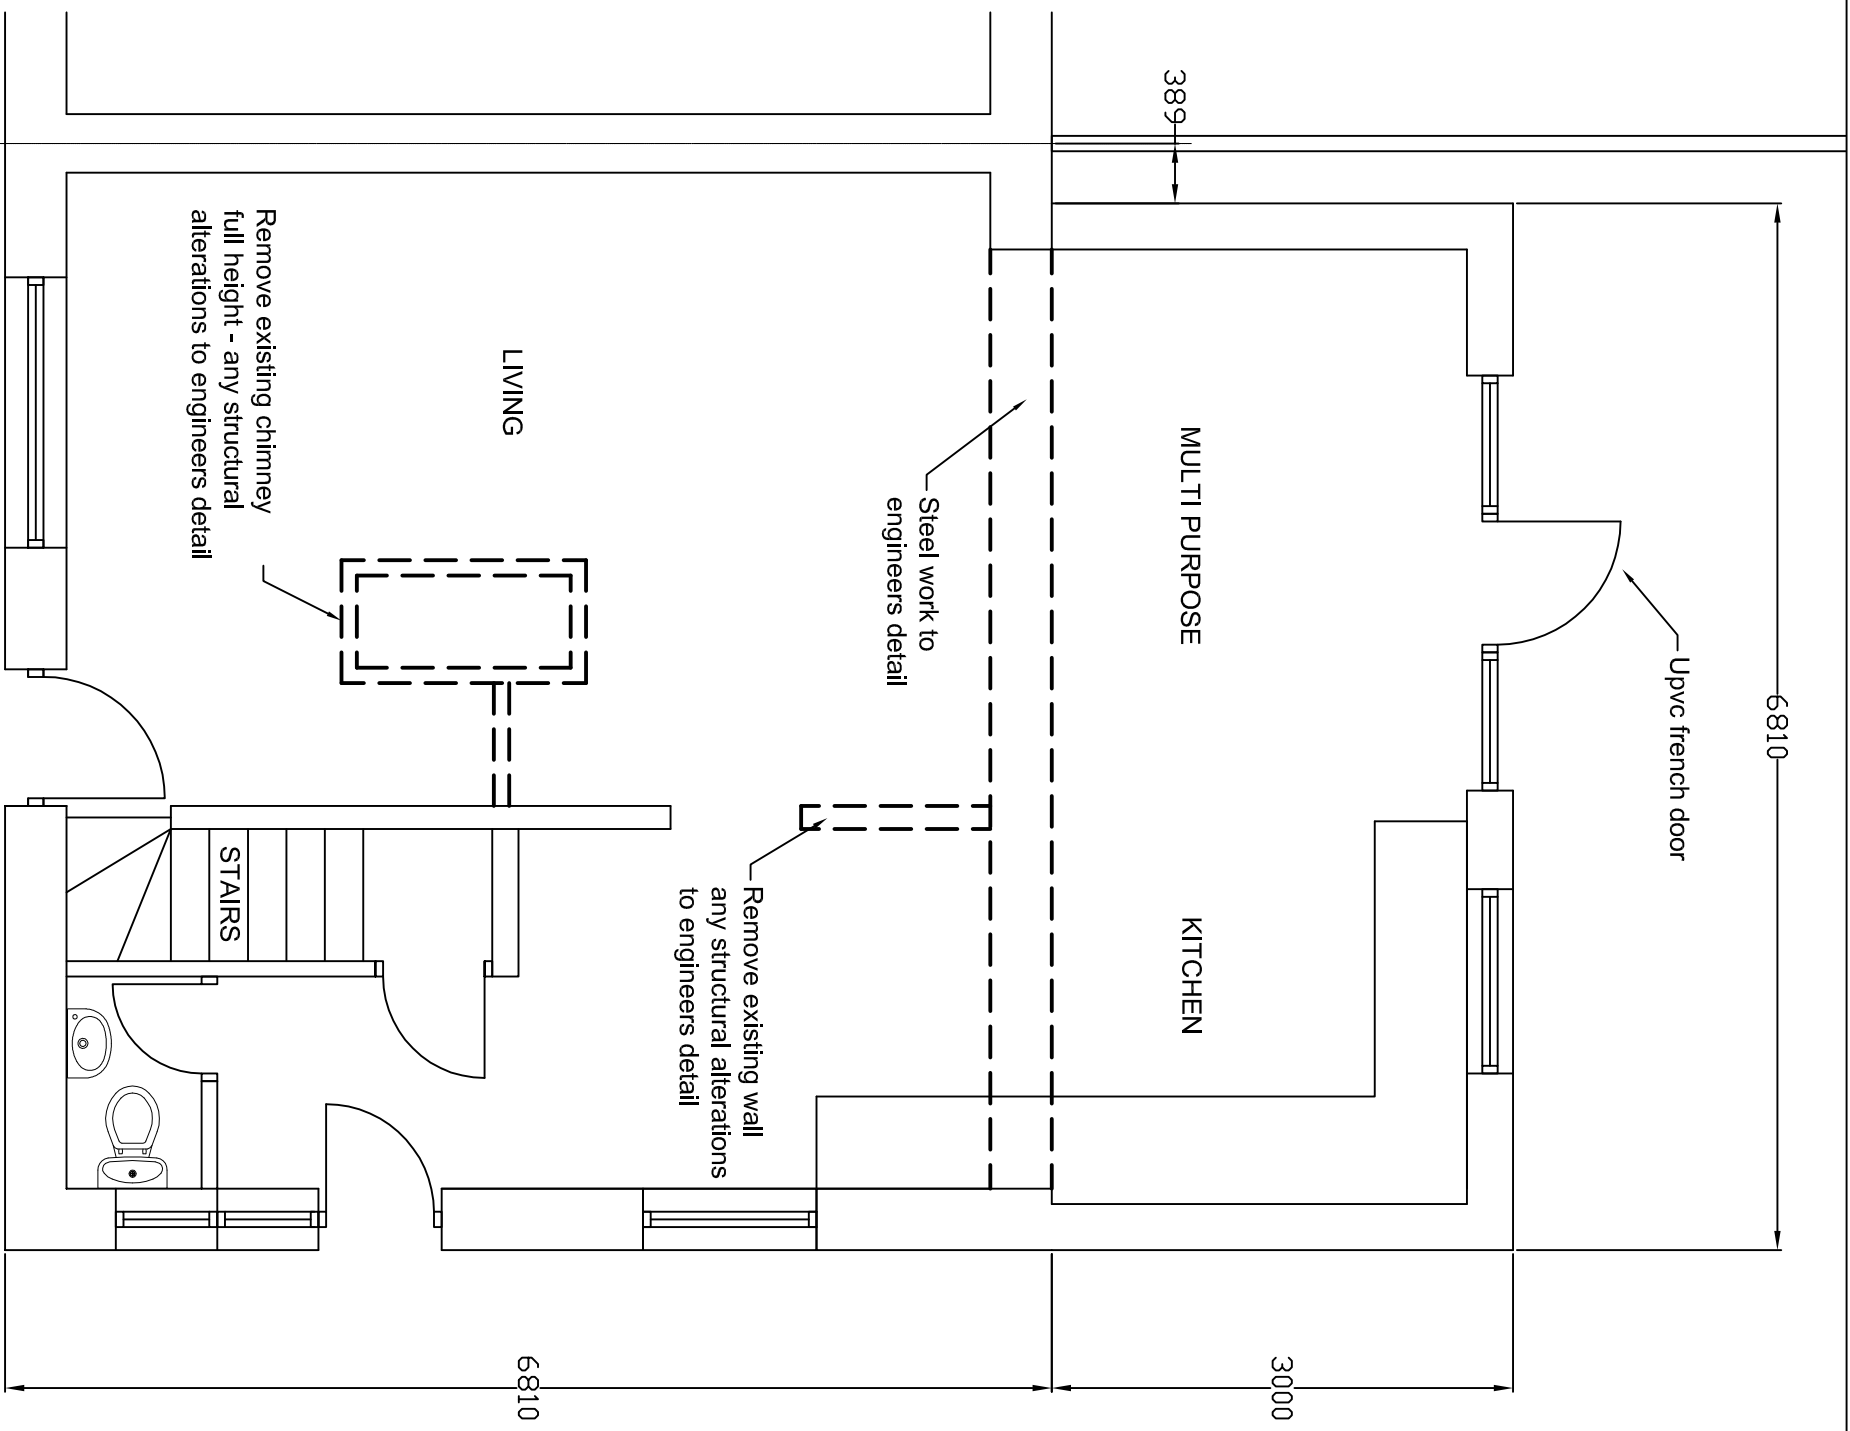 6810
Upvc french door
389
MULTI PURPOSE
KITCHEN
3000
Steel work to
engineers detail
Remove existing wall
any structural alterations
to engineers detail
LIVING
6810
Remove existing chimney
full height - any structural
alterations to engineers detail
STAIRS